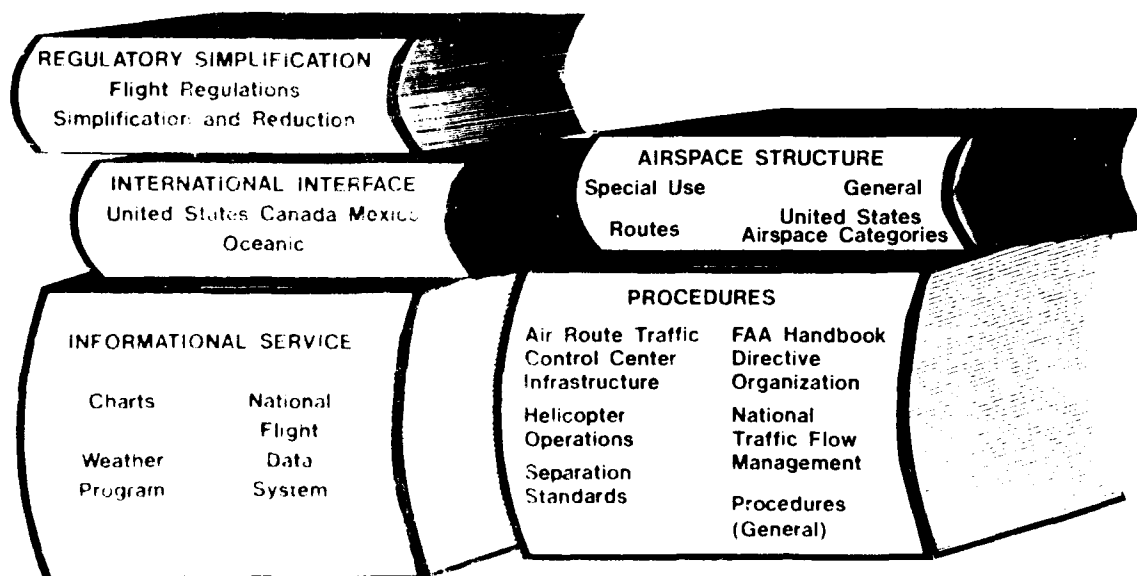 REGULATORY SIMPLIFICATION
Flight Regulations
Simplification and Reduction
INTERNATIONAL INTERFACE
United States Canada Mexico
Oceanic
AIRSPACE STRUCTURE
Special Use
Routes
General
United States
Airspace Categories
INFORMATIONAL SERVICE
Charts
Weather
Program
National
Flight
Data
System
PROCEDURES
Air Route Traffic
Control Center
Infrastructure
Helicopter
Operations
Separation
Standards
FAA Handbook
Directive
Organization
National
Traffic Flow
Management
Procedures
(General)